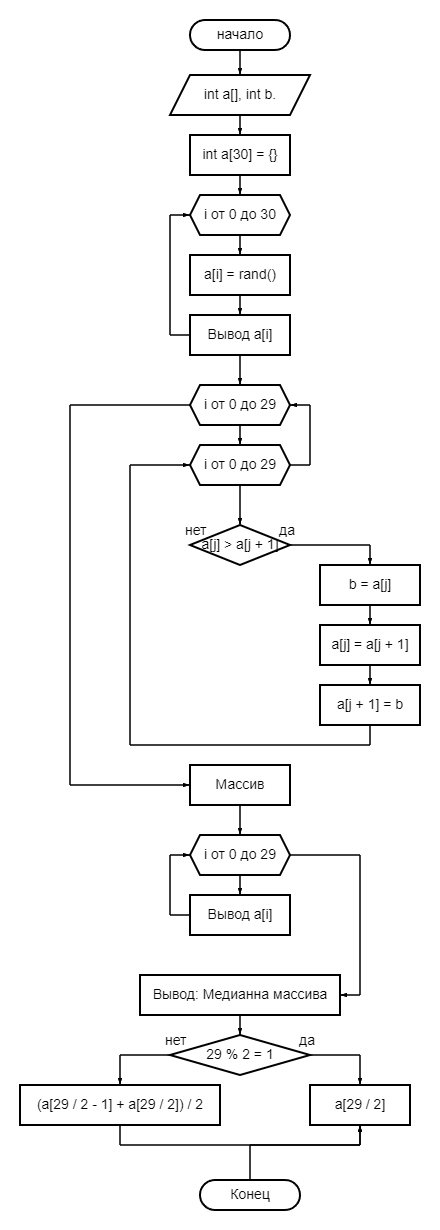 начало
int a[], int b.
int a[30] = {}
i от 0 до 30
a[i] = rand()
Вывод a[i]
i от 0 до 29
i от 0 до 29
нет
да
a[j] > a[j + 1]
b = a[j]
a[j] = a[j + 1]
a[j + 1] = b
Массив
i от 0 до 29
Вывод a[i]
Вывод: Медианна массива
нет
да
29 % 2 = 1
(a[29 / 2 - 1] + a[29 / 2]) / 2
a[29 / 2]
Конец